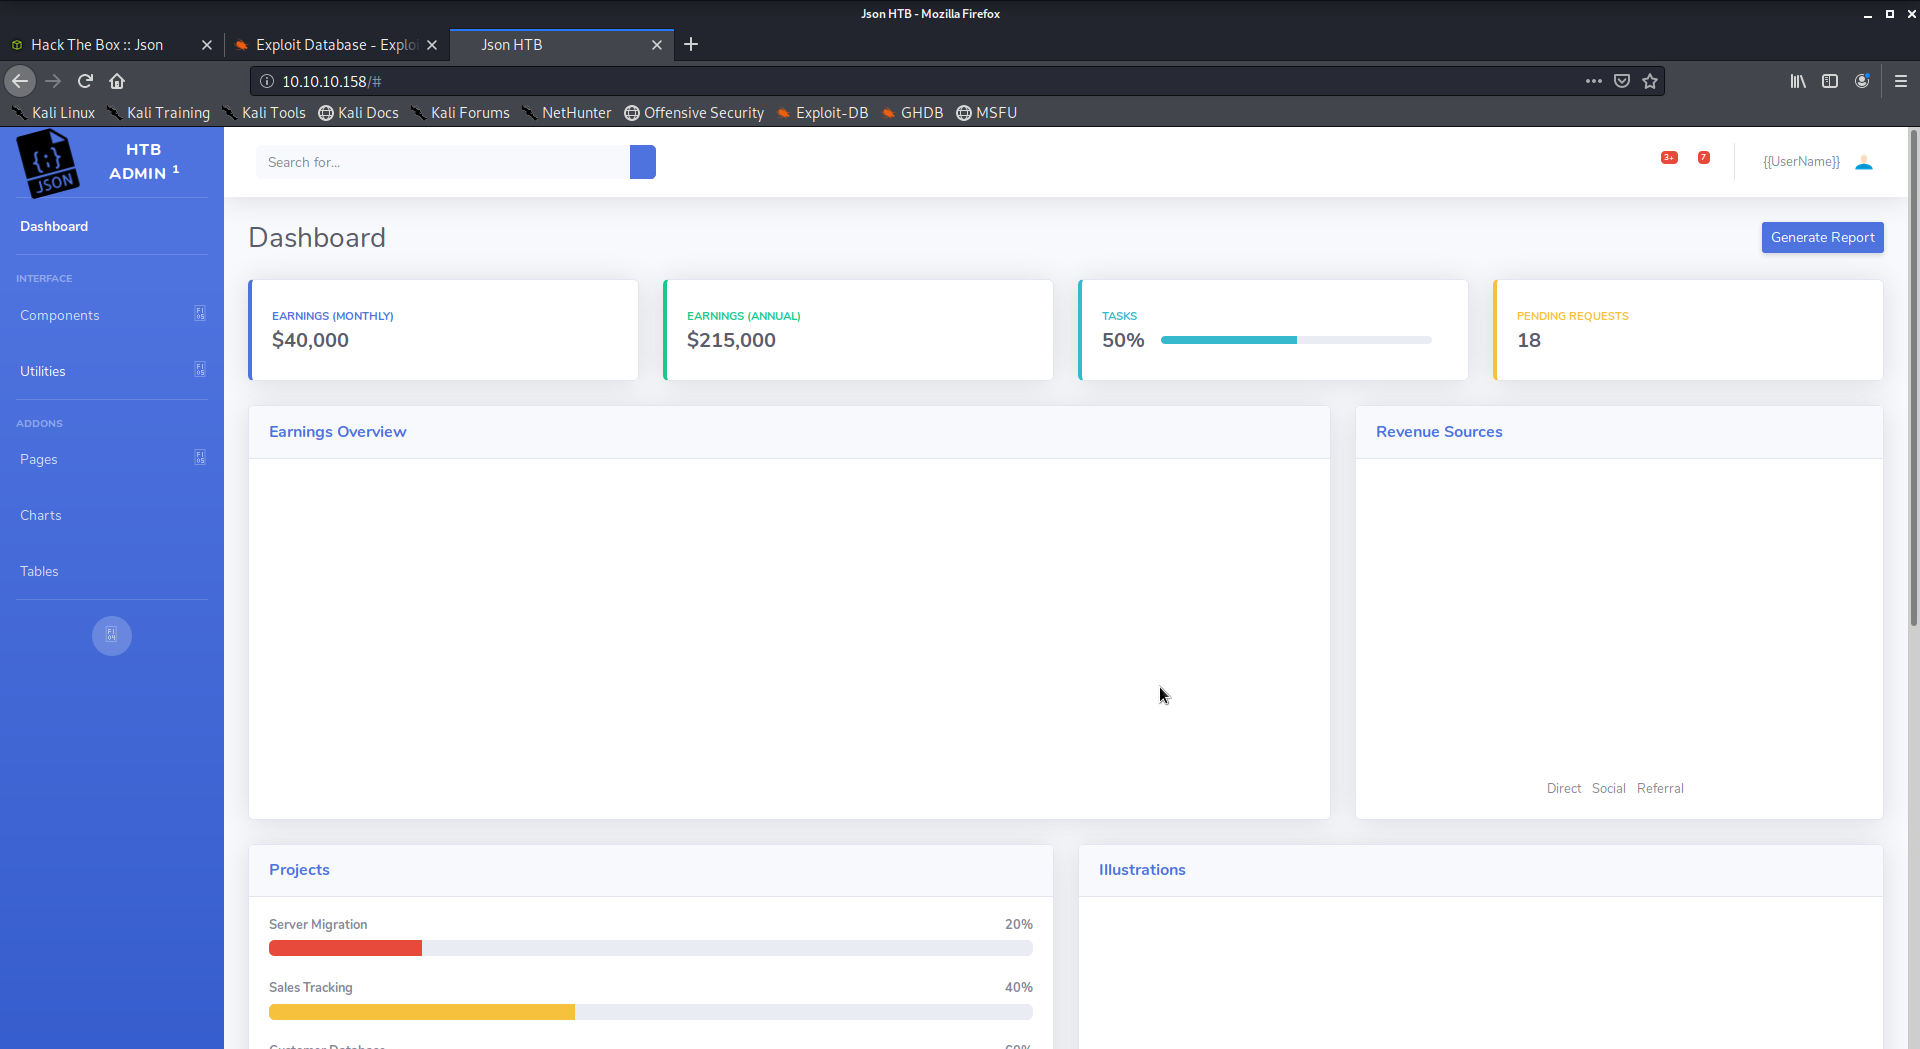 Json HTB - Mozilla Firefox
Hack The Box :: Json
Exploit Database - Explo
Json HTB
10.10.10.158/#
Kali Linux
Kali Training
Kali Tools
Kali Docs
Kali Forums
NetHunter
Offensive Security
Exploit-DB
GHDB
MSFU
{;}
JSON
HTB
ADMIN 1
Search for...
3+
7
{{UserName}}
Dashboard
INTERFACE
Components
Utilities
ADDONS
Pages
Charts
Tables
Dashboard
Generate Report
EARNINGS (MONTHLY)
$40,000
EARNINGS (ANNUAL)
$215,000
TASKS
50%
PENDING REQUESTS
18
Earnings Overview
Revenue Sources
Direct Social Referral
Projects
Illustrations
Server Migration 20%
Sales Tracking 40%